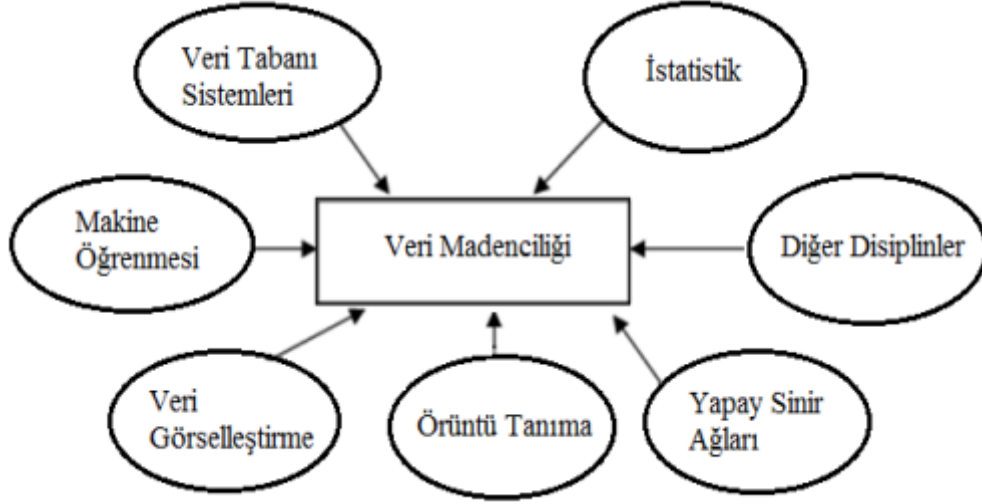 Veri Tabanı
Sistemleri
İstatistik
Makine
Öğrenmesi
Veri Madenciliği
Diğer Disiplinler
Veri
Görselleştirme
Örüntü Tanıma
Yapay Sinir
Ağları